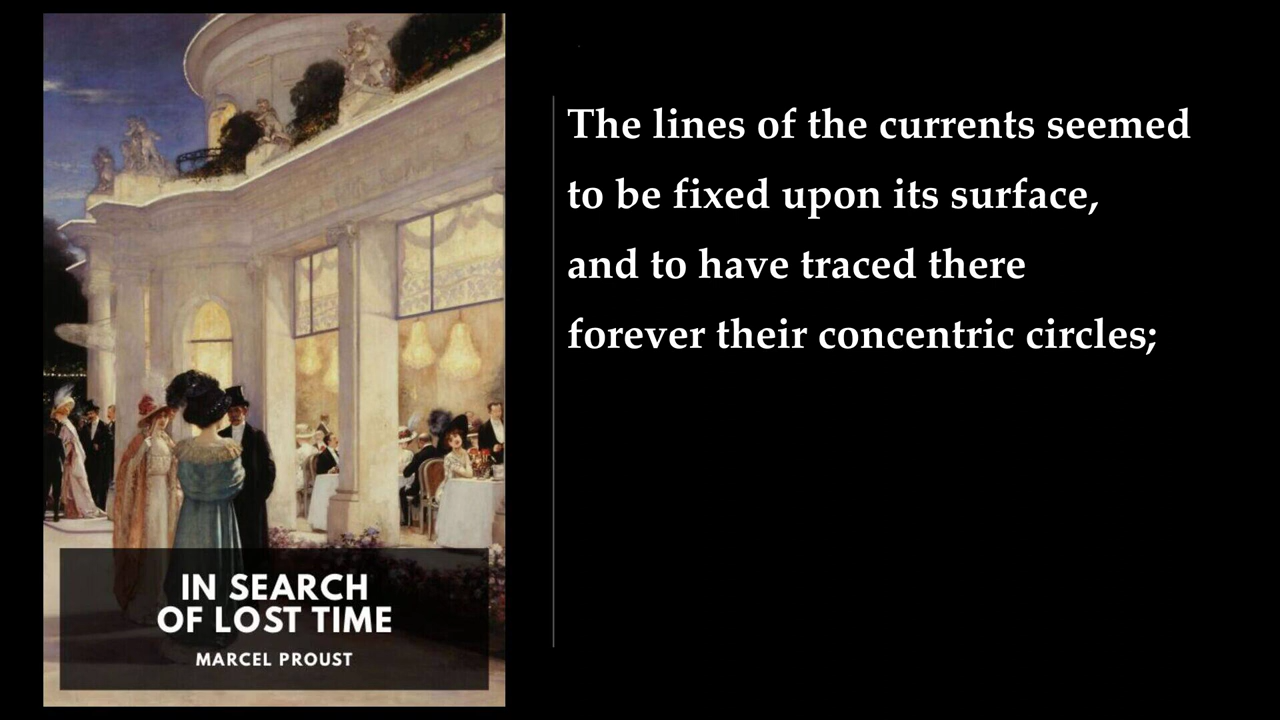 The lines of the currents seemed
to be fixed upon its surface,
and to have traced there
forever their concentric circles;
IN SEARCH
OF LOST TIME
MARCEL PROUST